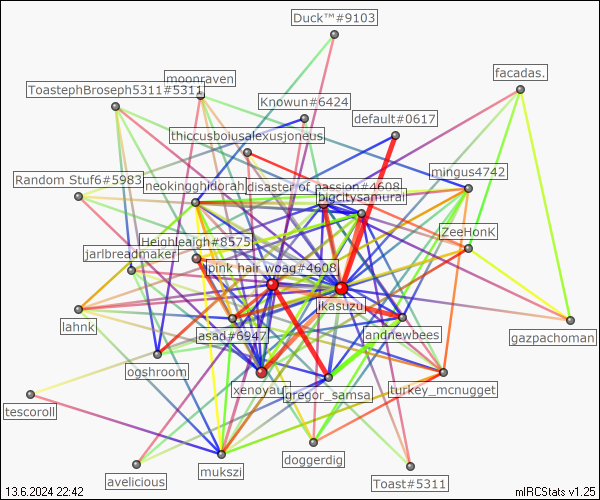 Duck™#9103
moonraven
facadas.
ToastephBroseph5311#5311
Knowun#6424
default#0617
thiccusboiusalexusjoneus
mingus4742
Random Stuf6#5983
neokingghidorah
disaster of passion#4608
bigcitysamurai
ZeeHonK
Heighleaigh#8575
jarlbreadmaker
pink hair woag#4608
ikasuzu
lahnk
asad#6947
landnewbees
gazpachoman
ogshroom
xenoyau
gregor_samsa
turkey_mcnugget
tescoroll
avelicious
mukszi
doggerdig
Toast#5311
13.6.2024 22:42
mIRCStats v1.25